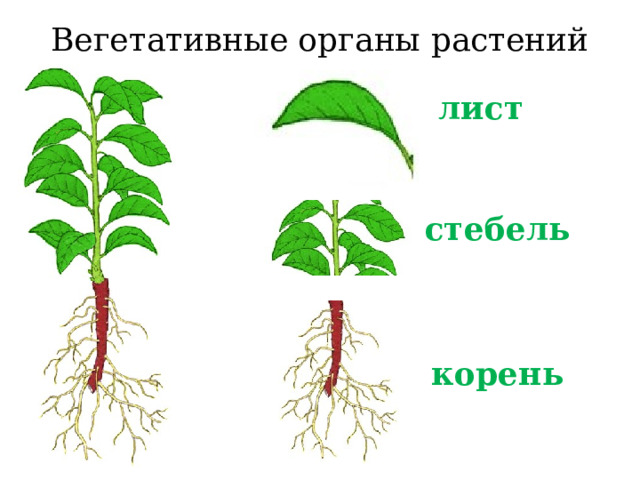 Вегетативные органы растений
лист
стебель
корень